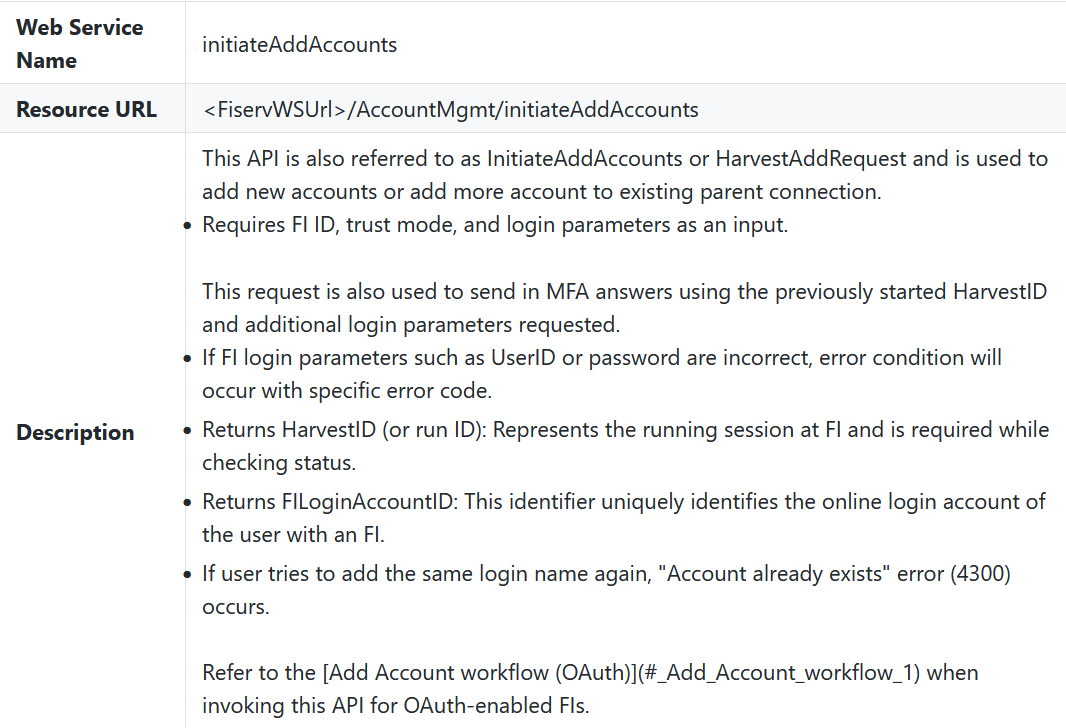 Web Service
Name
initiateAddAccounts
Resource URL
<FiservWSUrl>/AccountMgmt/initiateAddAccounts
Description
This API is also referred to as InitiateAddAccounts or HarvestAddRequest and is used to
add new accounts or add more account to existing parent connection.
• Requires FI ID, trust mode, and login parameters as an input.
This request is also used to send in MFA answers using the previously started HarvestID
and additional login parameters requested.
• If FI login parameters such as UserID or password are incorrect, error condition will
occur with specific error code.
• Returns HarvestID (or run ID): Represents the running session at FI and is required while
checking status.
• Returns FILoginAccountID: This identifier uniquely identifies the online login account of
the user with an FI.
• If user tries to add the same login name again, "Account already exists" error (4300)
occurs.
Refer to the [Add Account workflow (OAuth)](#_Add_Account_workflow_1) when
invoking this API for OAuth-enabled FIs.